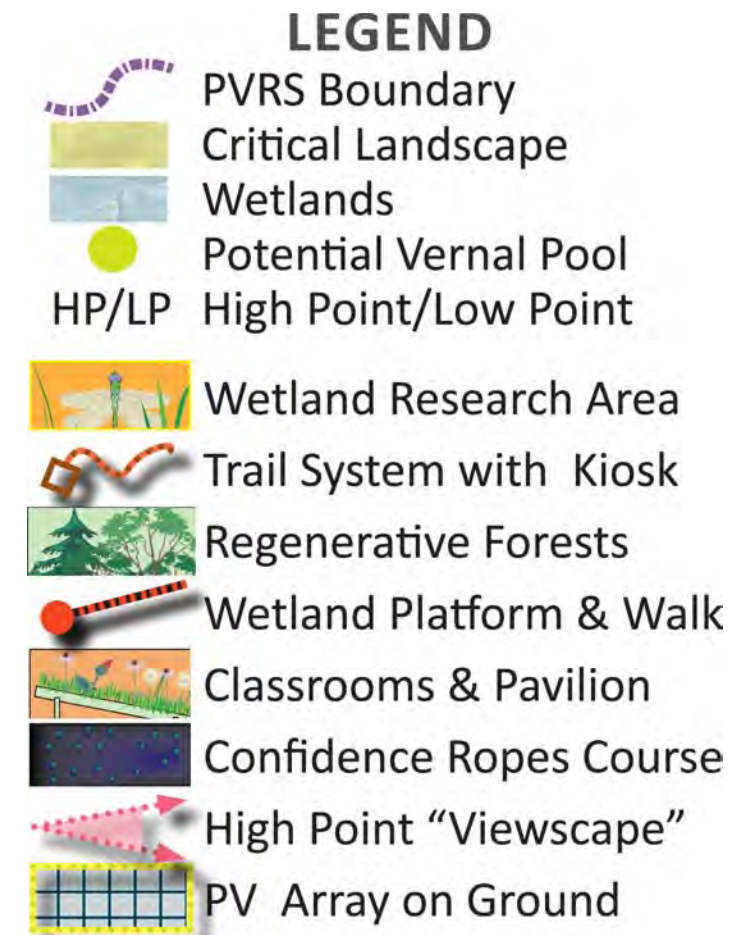 LEGEND
PVRS Boundary
Critical Landscape
Wetlands
Potential Vernal Pool
HP/LP High Point/Low Point
Wetland Research Area
Trail System with Kiosk
Regenerative Forests
Wetland Platform & Walk
Classrooms & Pavilion
Confidence Ropes Course
High Point “Viewscape”
PV Array on Ground